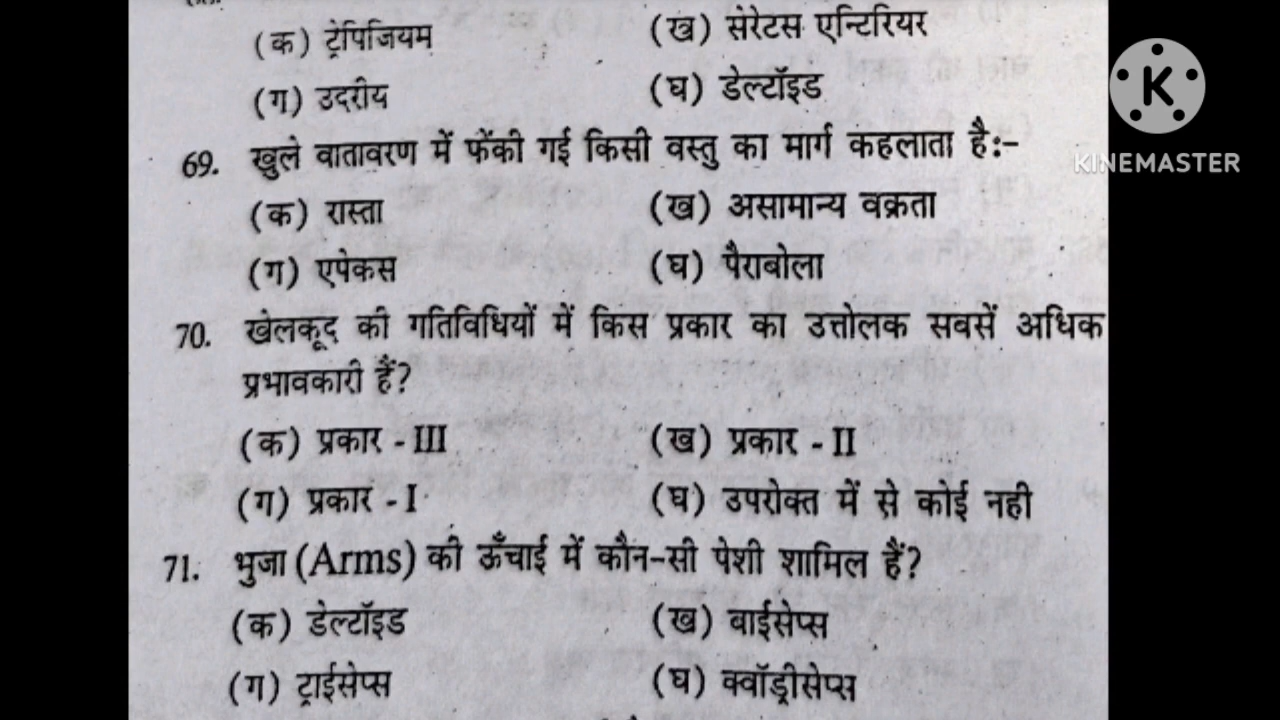 (क) ट्रेपिजियम (ख) सेरेटस एन्टिरियर
(ग) उदरीय (घ) डेल्टॉइड
69. खुले वातावरण में फेंकी गई किसी वस्तु का मार्ग कहलाता है:-
(क) रास्ता (ख) असामान्य वक्रता
(ग) एपेकस (घ) पैराबोला
70. खेलकूद की गतिविधियों में किस प्रकार का उत्तोलक सबसें अधिक
प्रभावकारी हैं?
(क) प्रकार - III (ख) प्रकार - II
(ग) प्रकार - I (घ) उपरोक्त में से कोई नही
71. भुजा (Arms) की ऊँचाई में कौन-सी पेशी शामिल हैं?
(क) डेल्टॉइड (ख) बाईसेप्स
(ग) ट्राईसेप्स (घ) क्वॉड्रीसेप्स
K
KINEMASTER